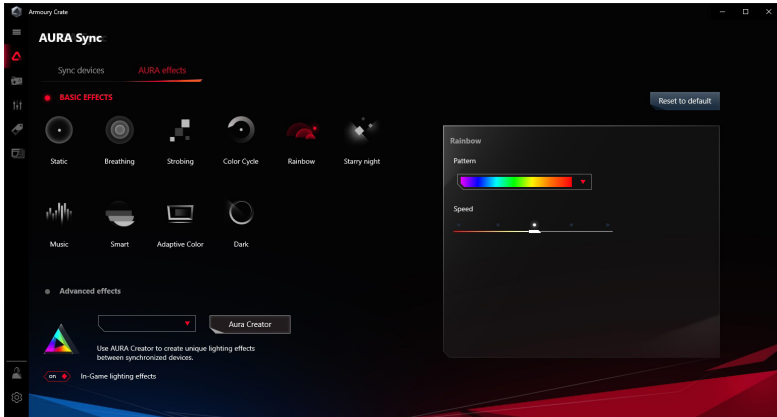 Armoury Crate
AURA Sync
Sync devices
AURA effects
BASIC EFFECTS
Reset to default
Static
Breathing
Strobing
Color Cycle
Rainbow
Starry night
Music
Smart
Adaptive Color
Dark
Rainbow
Pattern
Speed
Advanced effects
Aura Creator
Use AURA Creator to create unique lighting effects
between synchronized devices.
on
In-Game lighting effects